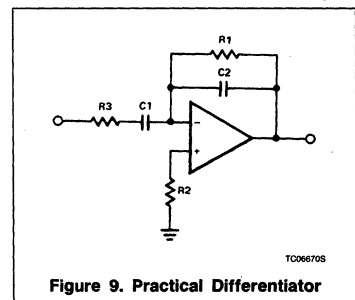 R1
C2
R3
C1
−
+
R2
TC06670S
Figure 9. Practical Differentiator